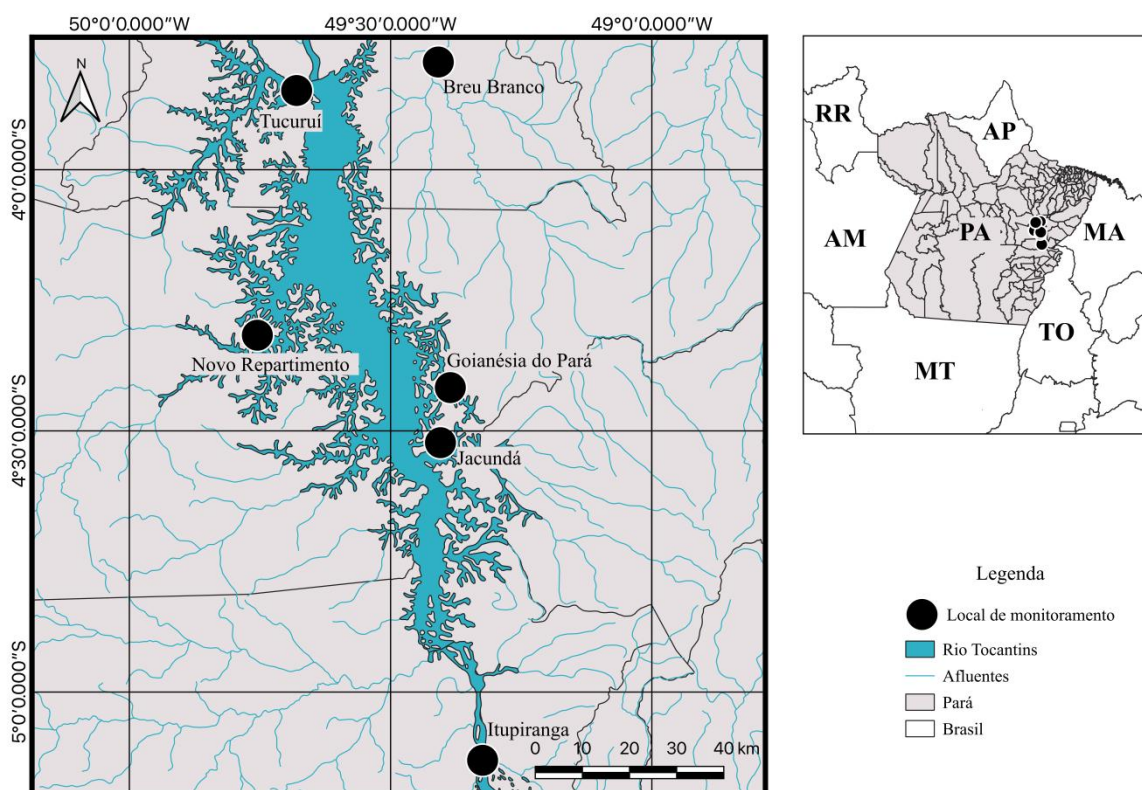 50°0'0.000"W
49°30'0.000"W
49°0'0.000"W
4°0'0.000"S
4°30'0.000"S
5°0'0.000"S
N
Breu Branco
Tucuruí
Novo Repartimento
Goianésia do Pará
Jacundá
Itupiranga
0 10 20 30 40 km
RR
AP
AM
PA
MA
TO
MT
Legenda
Local de monitoramento
Rio Tocantins
Afluentes
Pará
Brasil